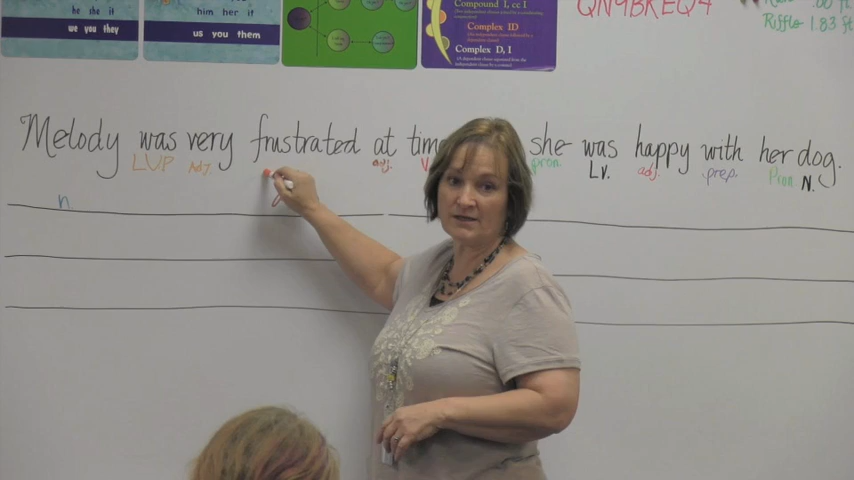 he she it
we you they
him her it
us you them
Compound I, cc I
Complex ID
Complex D, I
QN9BREQ4
Riffle 1.83 ft
Melody was very frustrated at tim she was happy with her dog.
n LVP Adj. adj. V pron. Lv. adj. prep. Pron N.